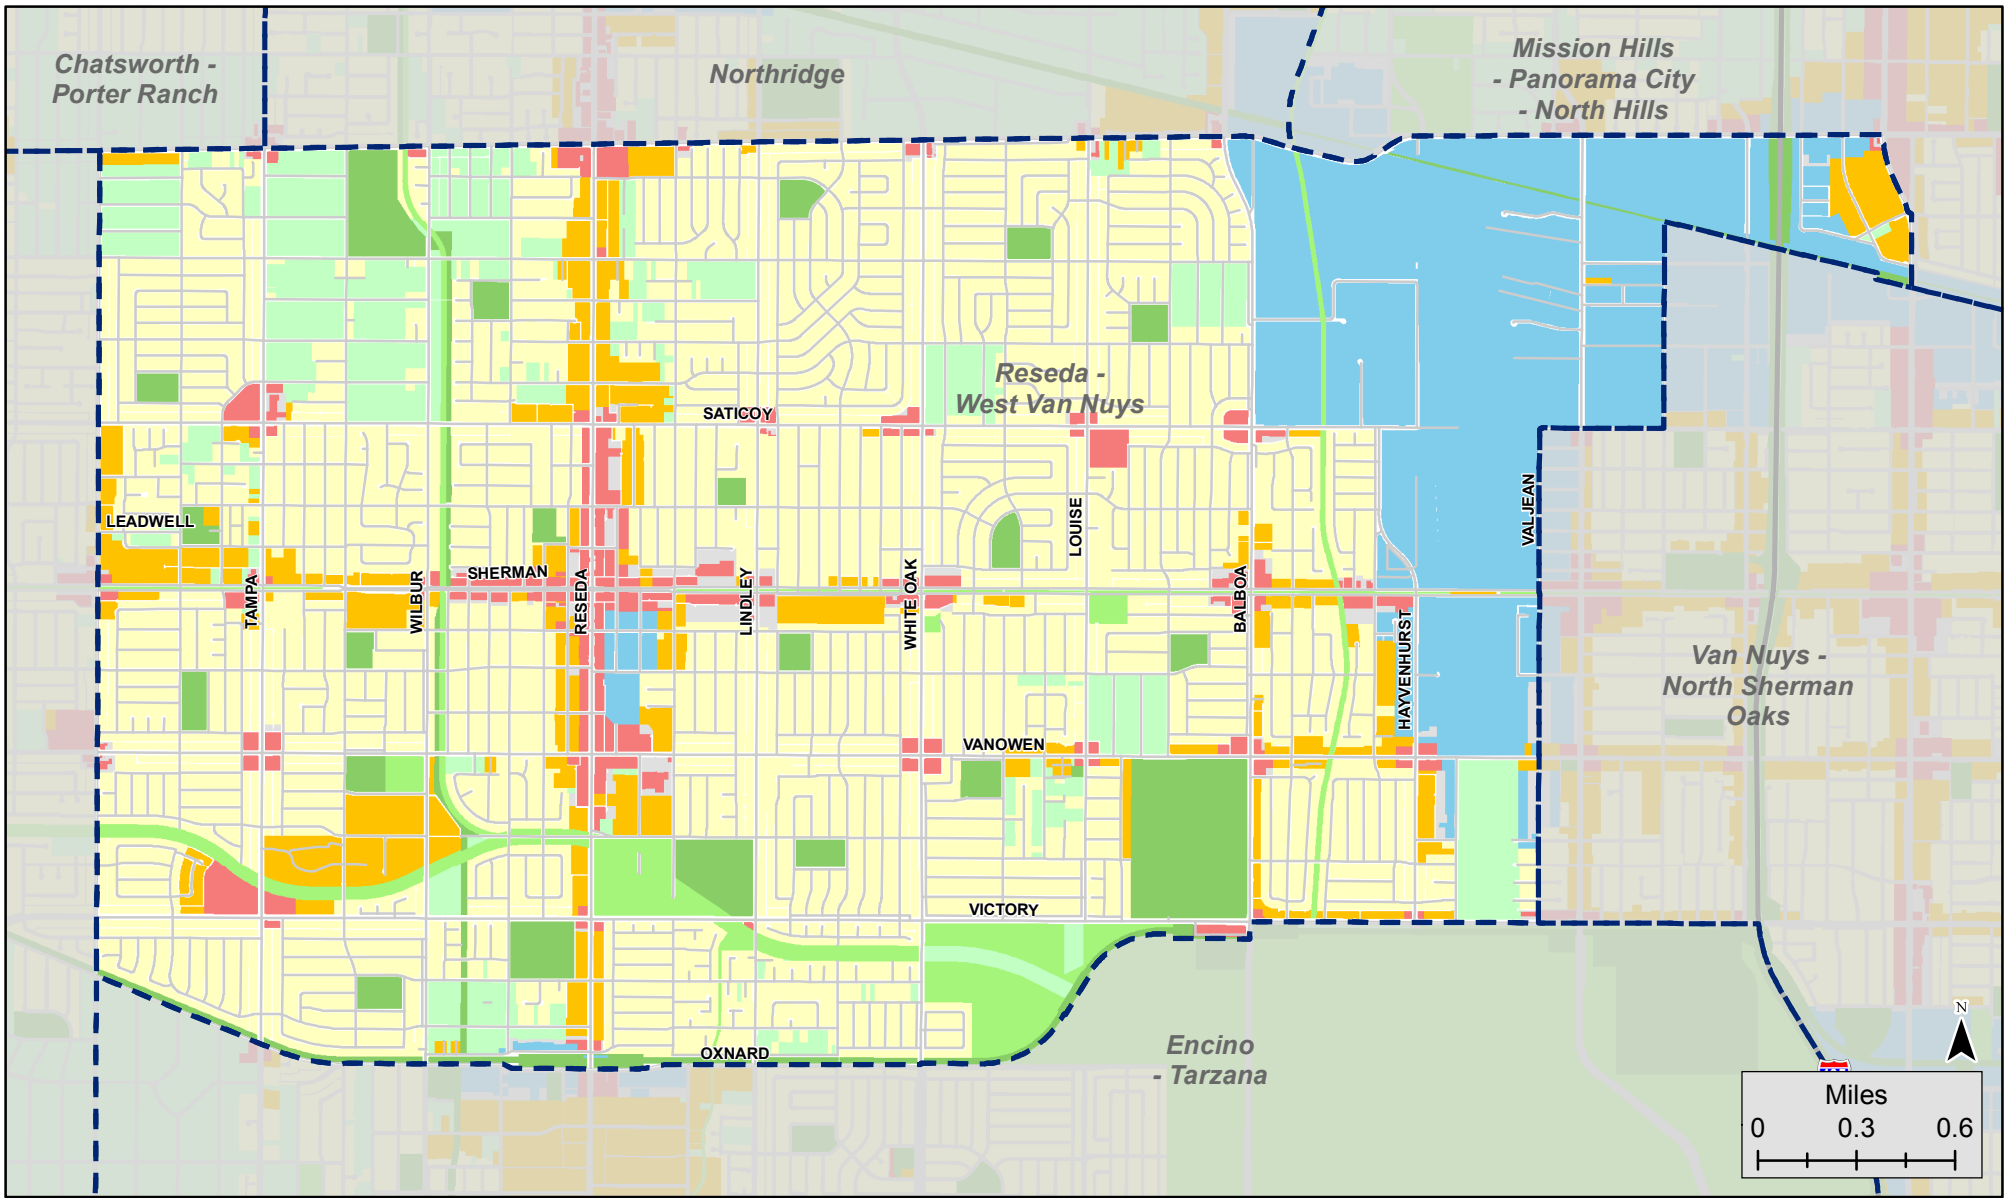 Chatsworth -
Porter Ranch
Northridge
Mission Hills
- Panorama City
- North Hills
Reseda -
West Van Nuys
SATICOY
LEADWELL
LOUISE
VALJEAN
SHERMAN
TAMPA
WILBUR
RESEDA
LINDLEY
WHITE OAK
BALBOA
HAYVENHURST
Van Nuys -
North Sherman
Oaks
VANOWEN
VICTORY
OXNARD
Encino
- Tarzana
N
Miles
0 0.3 0.6